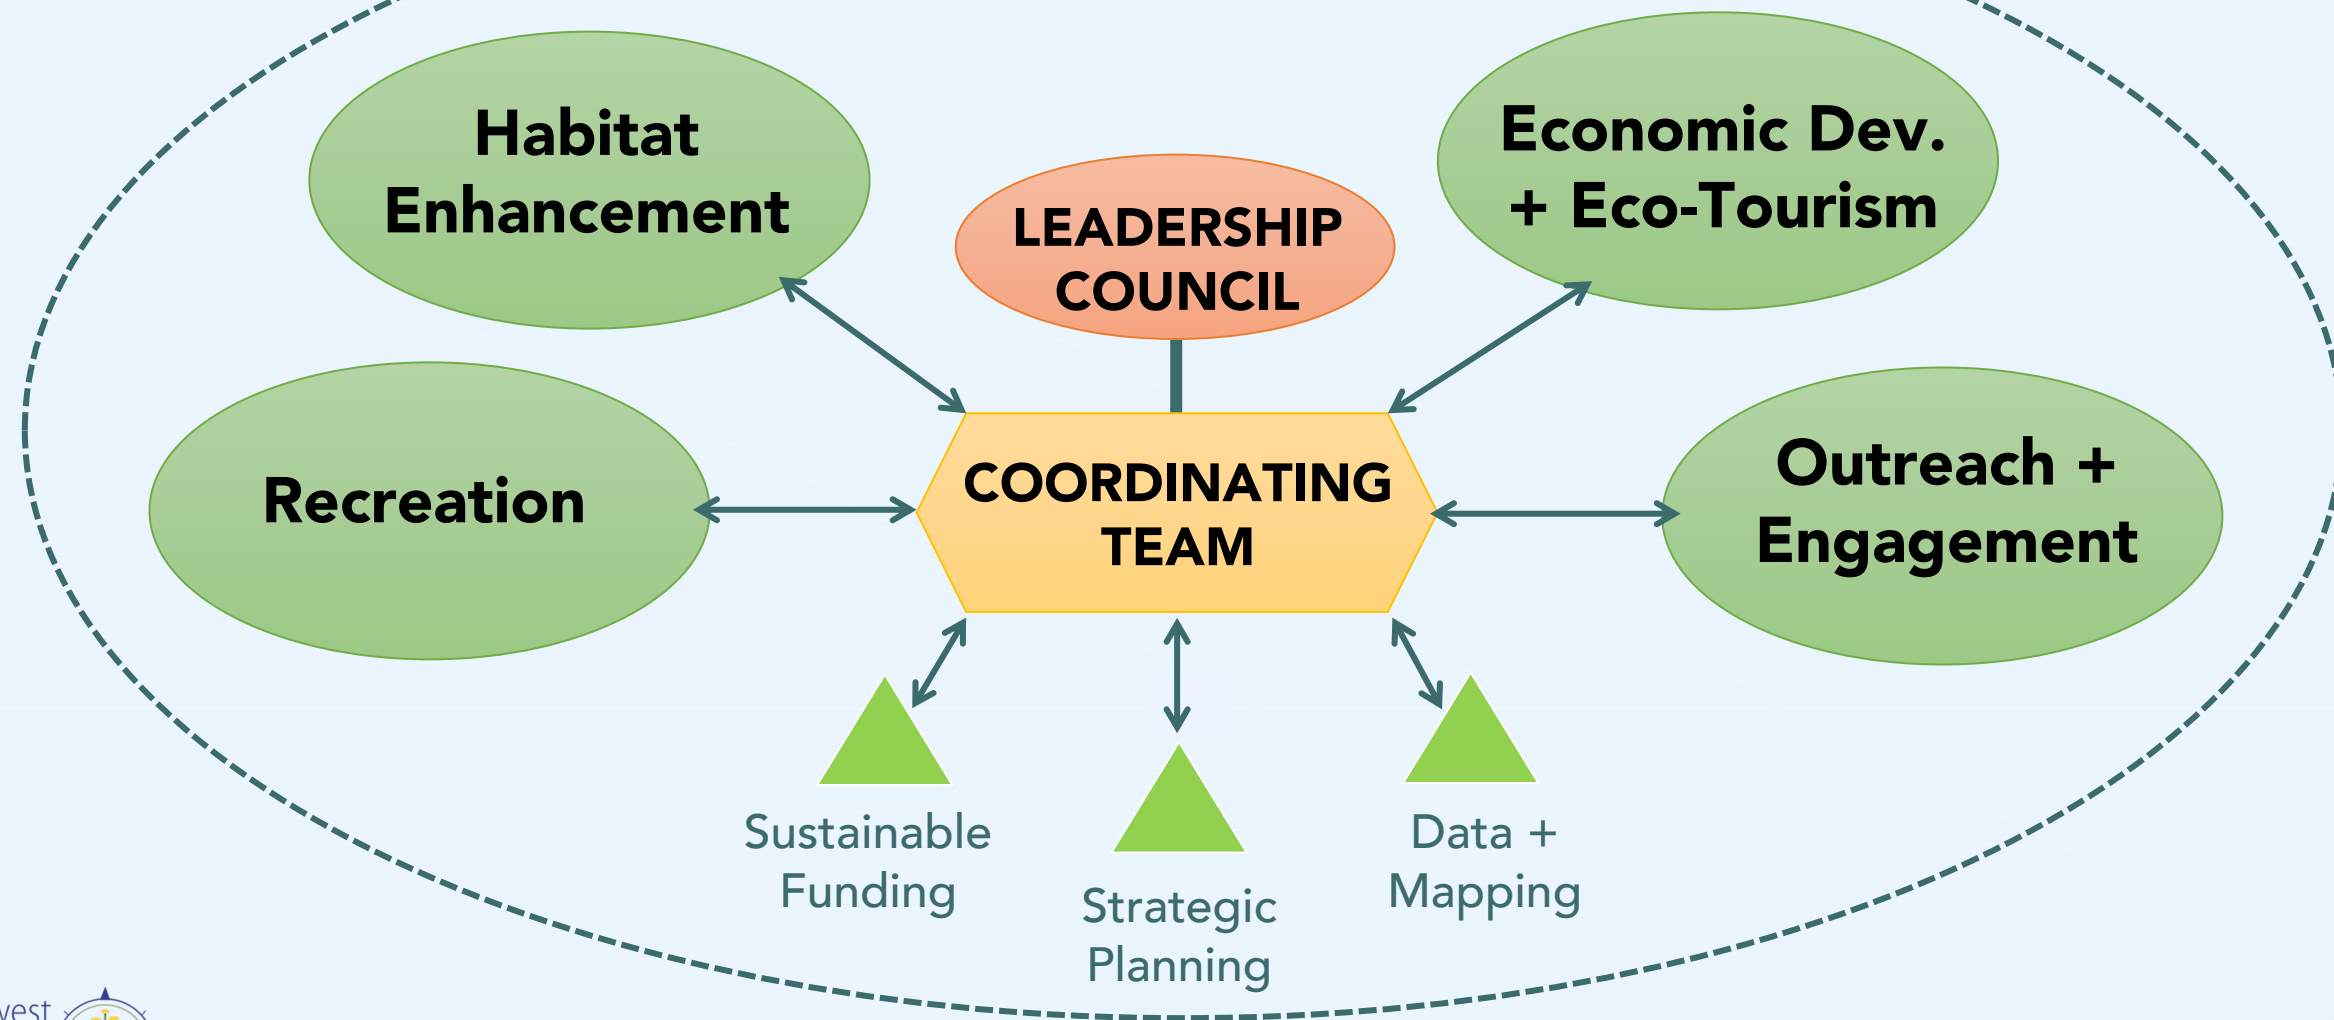 Habitat
Enhancement
Economic Dev.
+ Eco-Tourism
LEADERSHIP
COUNCIL
Recreation
COORDINATING
TEAM
Outreach +
Engagement
Sustainable
Funding
Strategic
Planning
Data +
Mapping